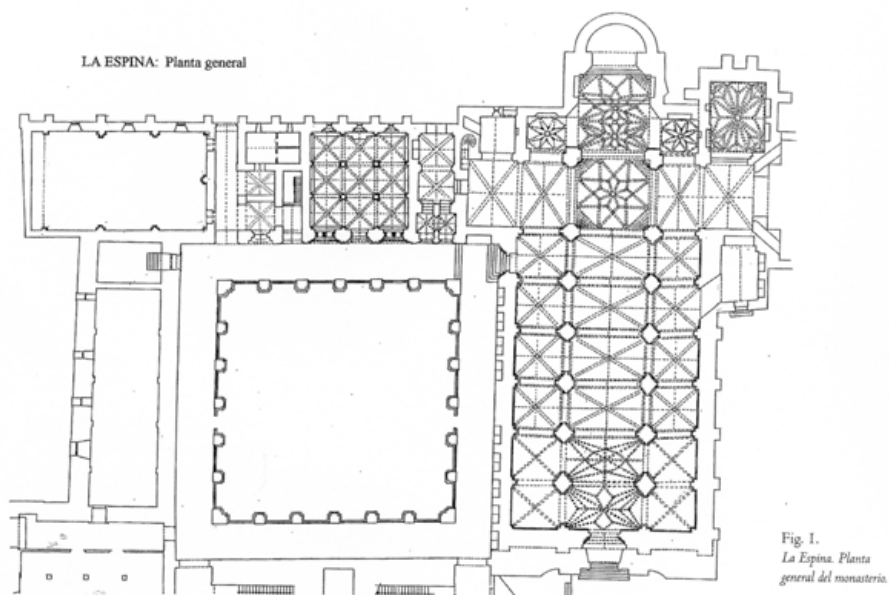 LA ESPINA: Planta general
Fig. I.
La Espina. Planta
general del monasterio.